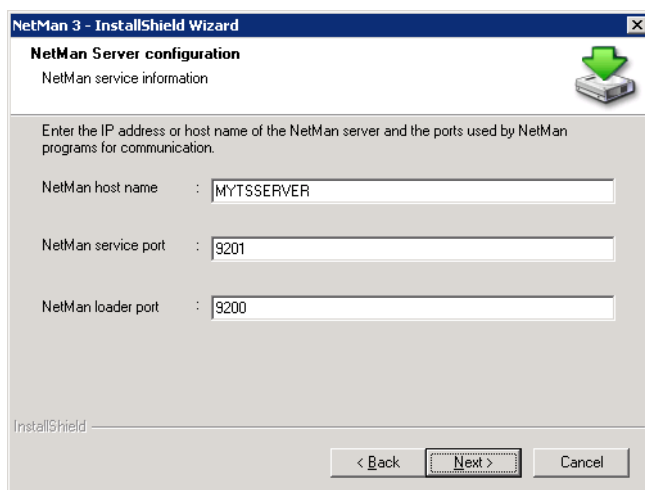 NetMan 3 - InstallShield Wizard
NetMan Server configuration
NetMan service information
Enter the IP address or host name of the NetMan server and the ports used by NetMan
programs for communication.
NetMan host name : MYTSSERVER
NetMan service port : 9201
NetMan loader port : 9200
InstallShield
< Back Next > Cancel